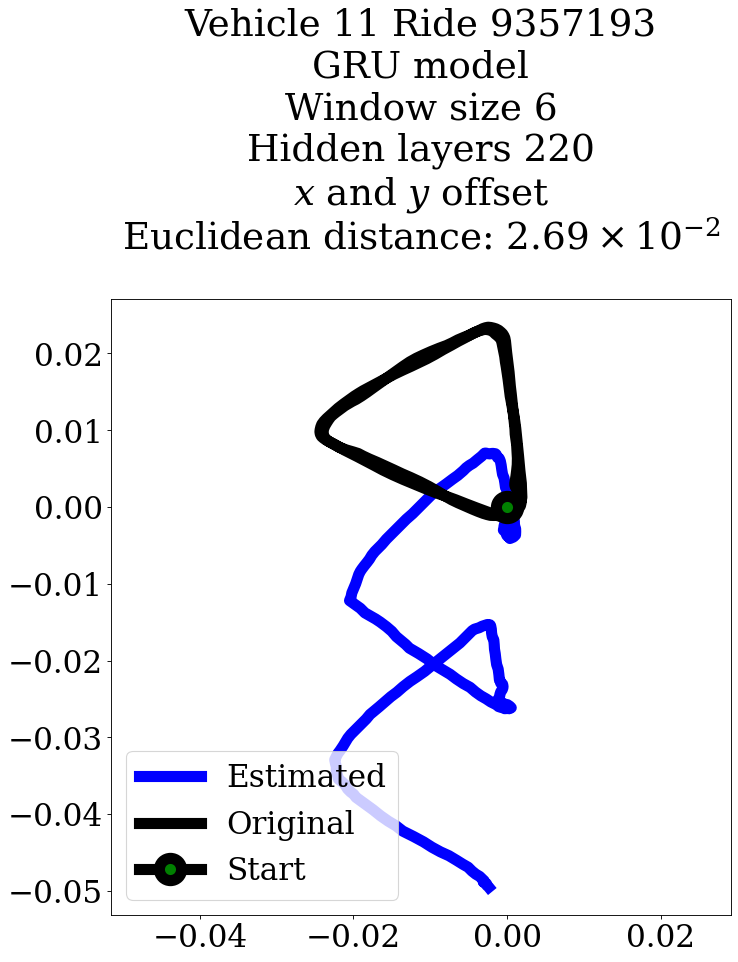 Vehicle 11 Ride 9357193
GRU model
Window size 6
Hidden layers 220
x and y offset
Euclidean distance: 2.69 × 10⁻²
0.02
0.01
0.00
−0.01
−0.02
−0.03
−0.04
−0.05
Estimated
Original
Start
−0.04 −0.02 0.00 0.02